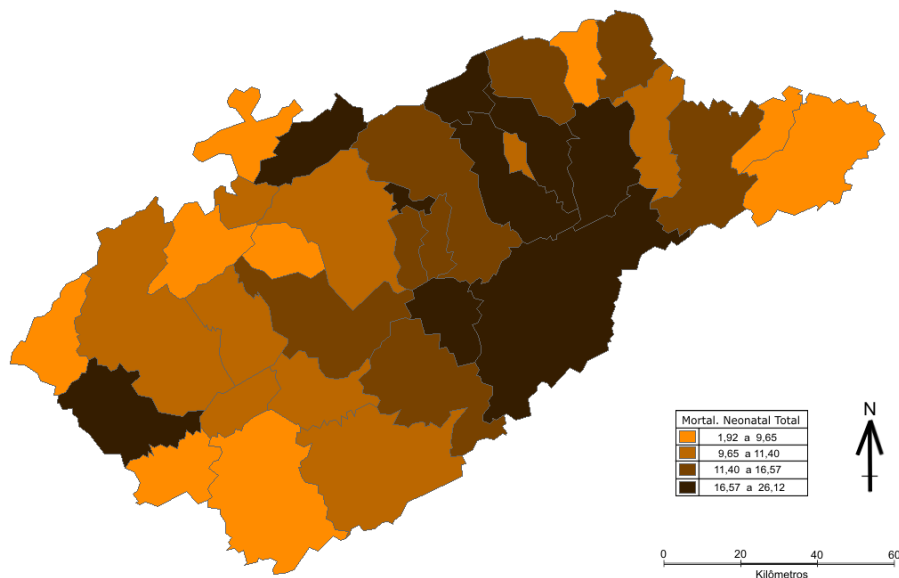 Mortal. Neonatal Total
1,92 a 9,65
9,65 a 11,40
11,40 a 16,57
16,57 a 26,12
N
0 20 40 60
Kilômetros